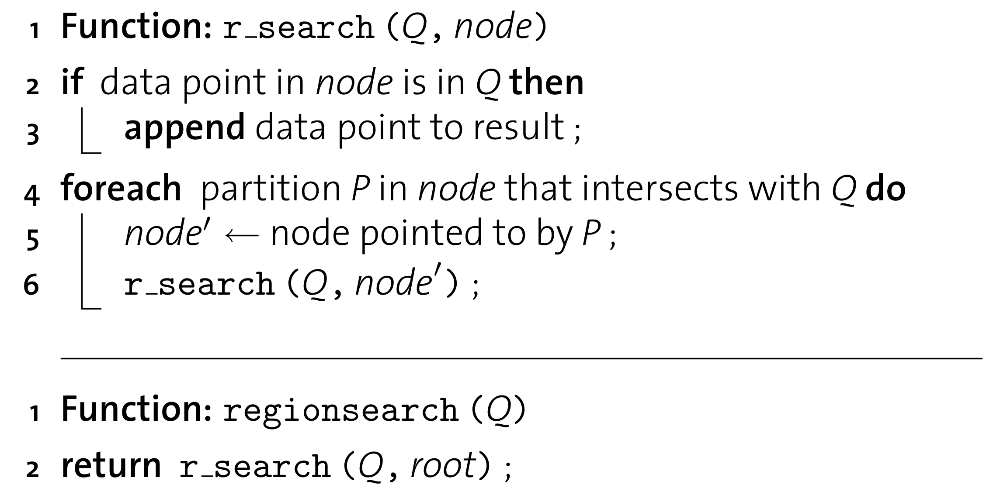 1 Function: r_search (Q, node)
2 if data point in node is in Q then
3 append data point to result ;
4 foreach partition P in node that intersects with Q do
5 node′ ← node pointed to by P ;
6 r_search (Q, node′) ;
1 Function: regionsearch (Q)
2 return r_search (Q, root) ;